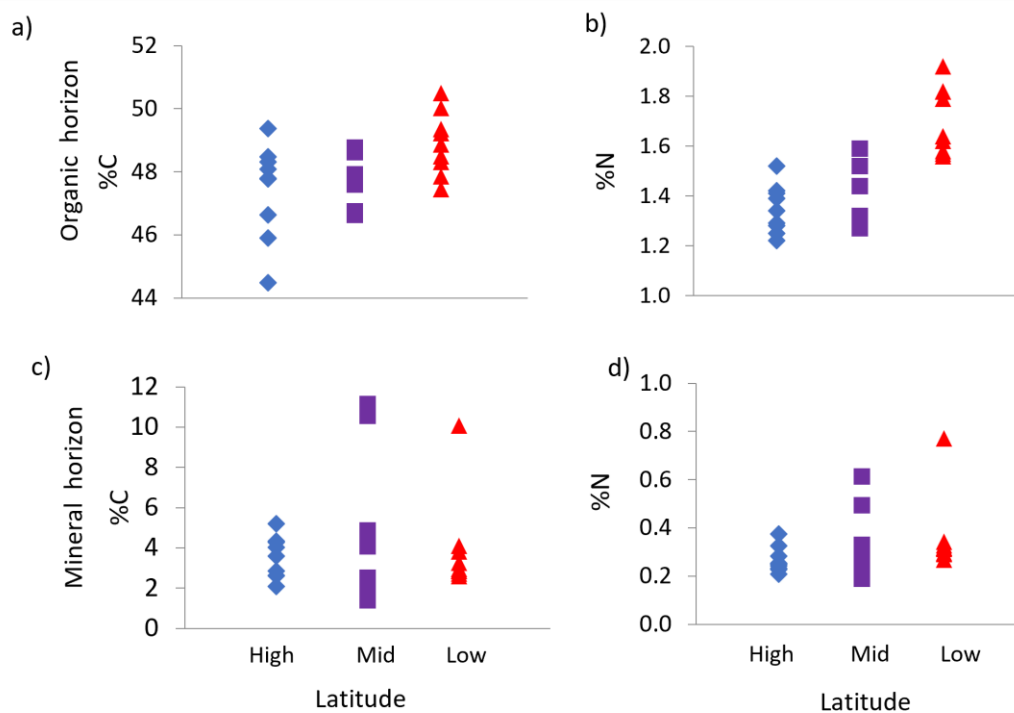 a)
Organic horizon
%C
52
50
48
46
44
b)
%N
2.0
1.8
1.6
1.4
1.2
1.0
c)
Mineral horizon
%C
12
10
8
6
4
2
0
High Mid Low
Latitude
d)
%N
1.0
0.8
0.6
0.4
0.2
0.0
High Mid Low
Latitude